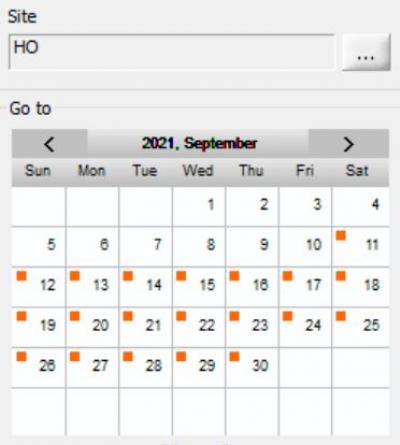 Site
HO
...
Go to
< 2021, September >
Sun Mon Tue Wed Thu Fri Sat
1 2 3 4
5 6 7 8 9 10 11
12 13 14 15 16 17 18
19 20 21 22 23 24 25
26 27 28 29 30